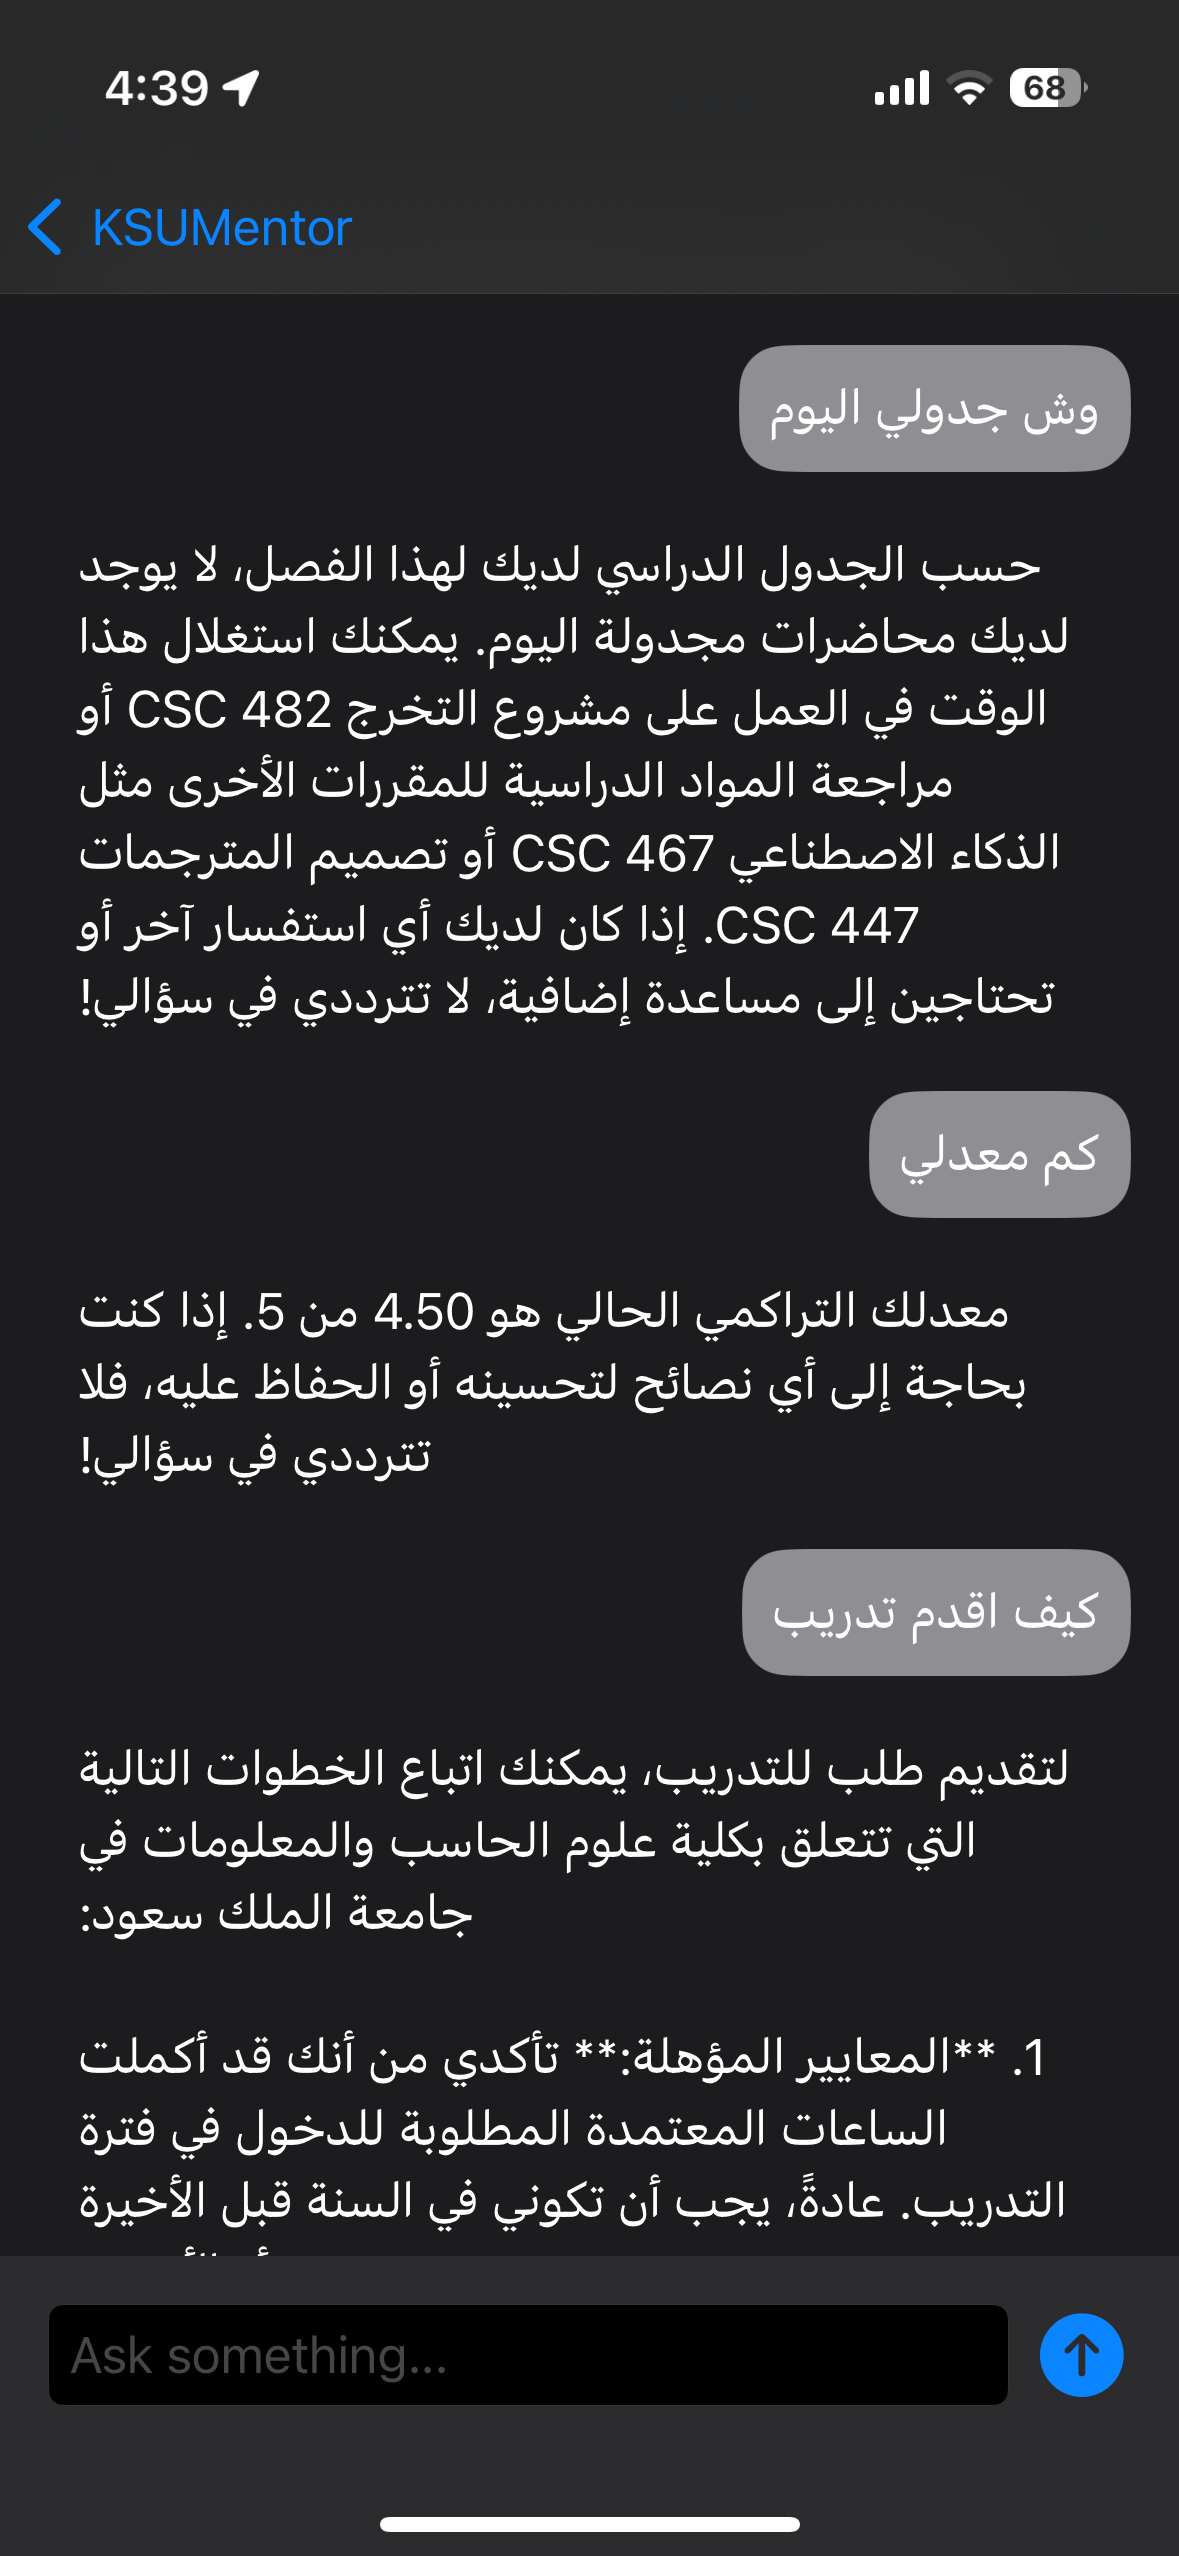 4:39
68
KSUMentor
وش جدولي اليوم
حسب الجدول الدراسي لديك لهذا الفصل، لا يوجد
لديك محاضرات مجدولة اليوم. يمكنك استغلال هذا
الوقت في العمل على مشروع التخرج CSC 482 أو
مراجعة المواد الدراسية للمقررات الأخرى مثل
الذكاء الاصطناعي CSC 467 أو تصميم المترجمات
CSC 447. إذا كان لديك أي استفسار آخر أو
تحتاجين إلى مساعدة إضافية، لا تترددي في سؤالي!
كم معدلي
معدلك التراكمي الحالي هو 4.50 من 5. إذا كنت
بحاجة إلى أي نصائح لتحسينه أو الحفاظ عليه، فلا
تترددي في سؤالي!
كيف اقدم تدريب
لتقديم طلب للتدريب، يمكنك اتباع الخطوات التالية
التي تتعلق بكلية علوم الحاسب والمعلومات في
جامعة الملك سعود:
1. **المعايير المؤهلة:** تأكدي من أنك قد أكملت
الساعات المعتمدة المطلوبة للدخول في فترة
التدريب. عادةً، يجب أن تكوني في السنة قبل الأخيرة
Ask something...